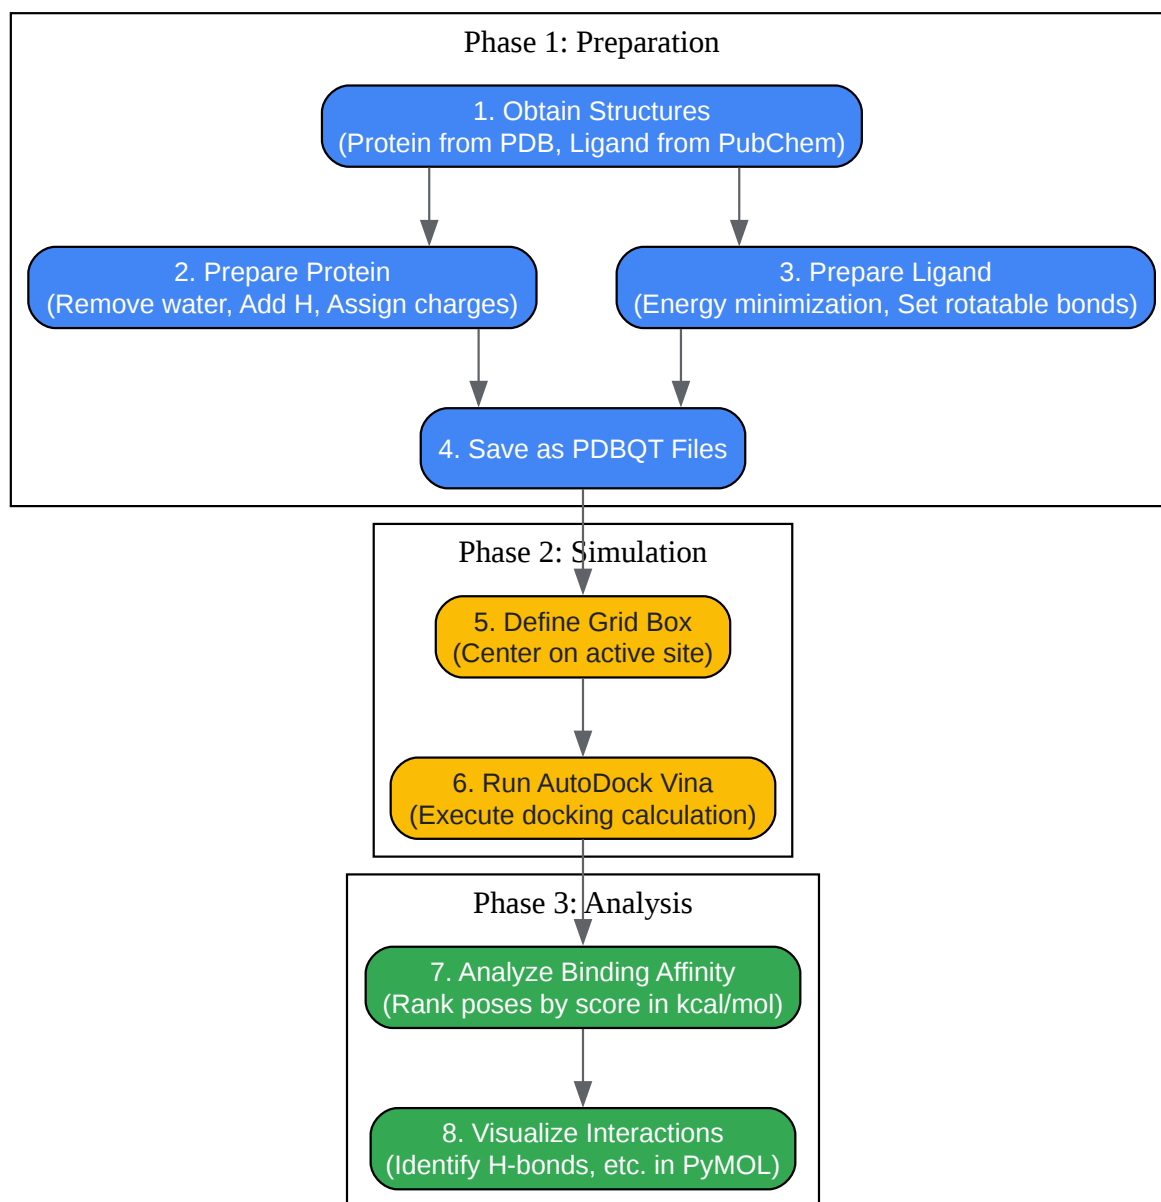 Phase 1: Preparation
1. Obtain Structures
(Protein from PDB, Ligand from PubChem)
2. Prepare Protein
(Remove water, Add H, Assign charges)
3. Prepare Ligand
(Energy minimization, Set rotatable bonds)
4. Save as PDBQT Files
Phase 2: Simulation
5. Define Grid Box
(Center on active site)
6. Run AutoDock Vina
(Execute docking calculation)
Phase 3: Analysis
7. Analyze Binding Affinity
(Rank poses by score in kcal/mol)
8. Visualize Interactions
(Identify H-bonds, etc. in PyMOL)